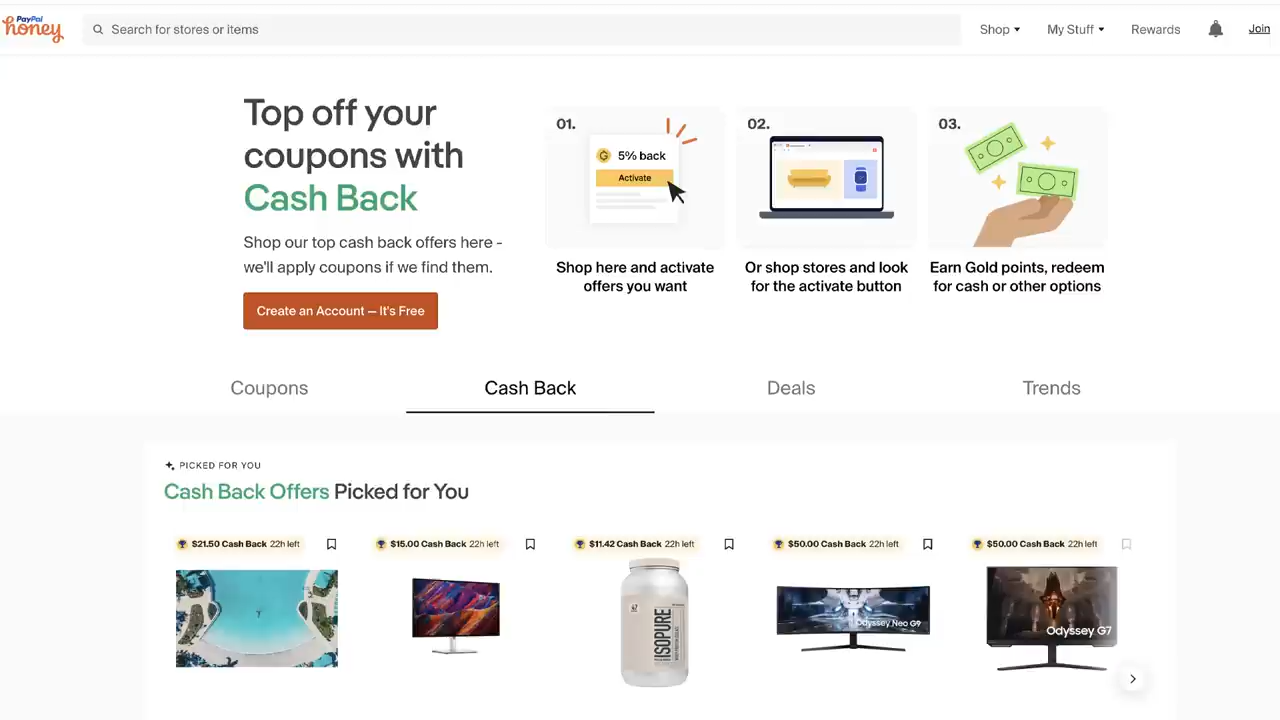 PayPal
honey
Search for stores or items
Shop
My Stuff
Rewards
Join
Top off your
coupons with
Cash Back
Shop our top cash back offers here -
we'll apply coupons if we find them.
Create an Account – It's Free
01.
5% back
Activate
Shop here and activate
offers you want
02.
Or shop stores and look
for the activate button
03.
Earn Gold points, redeem
for cash or other options
Coupons
Cash Back
Deals
Trends
PICKED FOR YOU
Cash Back Offers Picked for You
$21.50 Cash Back 22h left
$15.00 Cash Back 22h left
$11.42 Cash Back 22h left
$50.00 Cash Back 22h left
$50.00 Cash Back 22h left
ISOPURE
Odyssey Neo G9
Odyssey G7